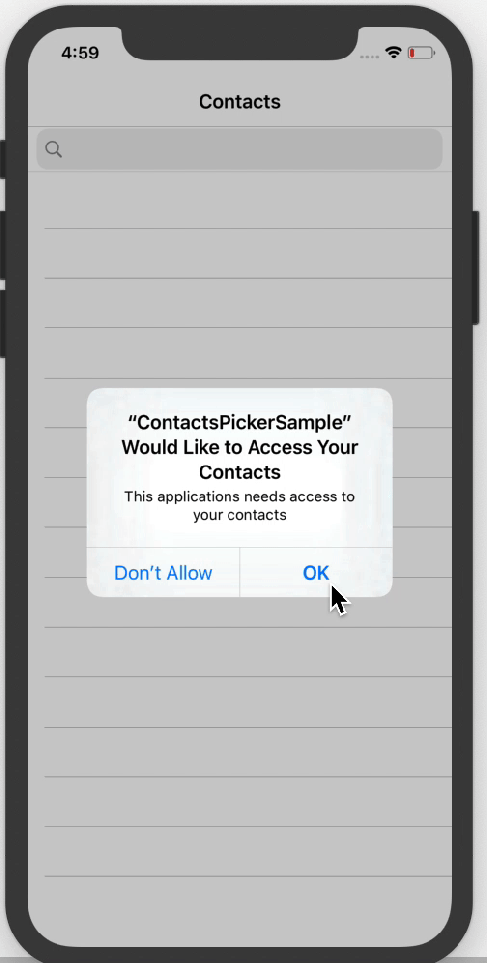 4:59
Contacts
“ContactsPickerSample”
Would Like to Access Your
Contacts
This applications needs access to
your contacts
Don’t Allow
OK